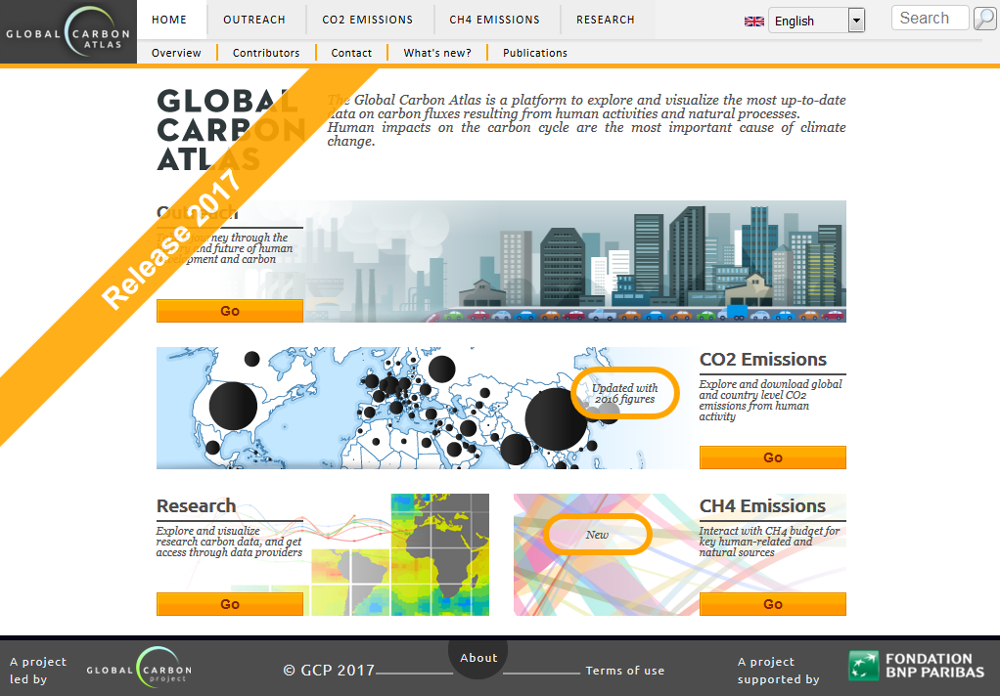 GLOBAL CARBON
ATLAS
HOME
OUTREACH
CO2 EMISSIONS
CH4 EMISSIONS
RESEARCH
English
Search
Overview
Contributors
Contact
What's new?
Publications
GLOBAL
CARBON
ATLAS
The Global Carbon Atlas is a platform to explore and visualize the most up-to-date
data on carbon fluxes resulting from human activities and natural processes.
Human impacts on the carbon cycle are the most important cause of climate
change.
Release 2017
Outreach
journey through the
and future of human
development and carbon
Go
Updated with
2016 figures
CO2 Emissions
Explore and download global
and country level CO2
emissions from human
activity
Go
Research
Explore and visualize
research carbon data, and get
access through data providers
Go
New
CH4 Emissions
Interact with CH4 budget for
key human-related and
natural sources
Go
A project
led by
GLOBAL CARBON
project
© GCP 2017
About
Terms of use
A project
supported by
FONDATION
BNP PARIBAS